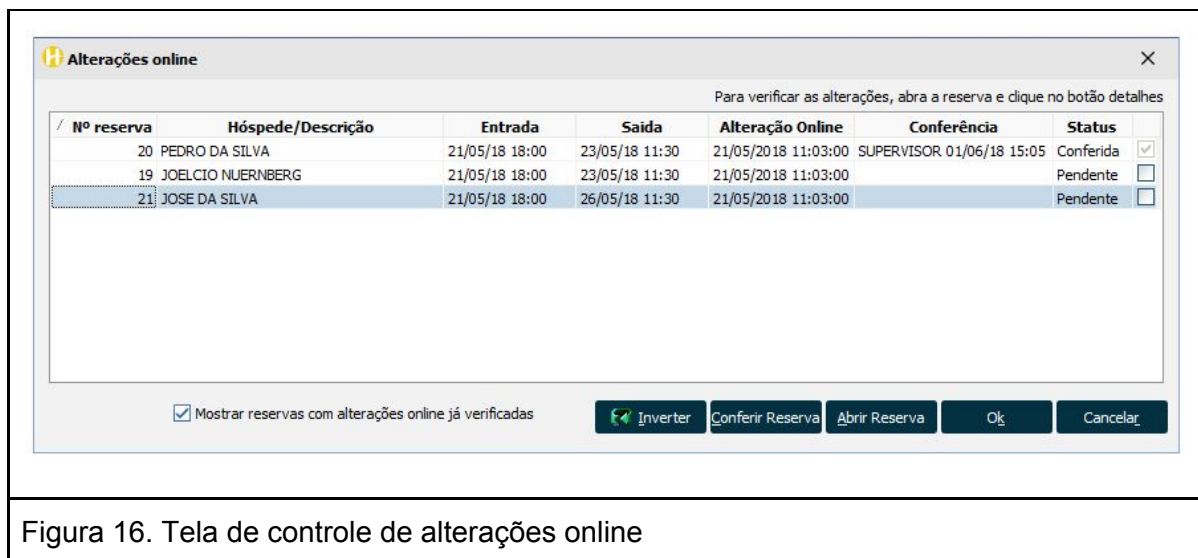 Alterações online
Para verificar as alterações, abra a reserva e clique no botão detalhes
Nº reserva Hóspede/Descrição Entrada Saida Alteração Online Conferência Status
20 PEDRO DA SILVA 21/05/18 18:00 23/05/18 11:30 21/05/2018 11:03:00 SUPERVISOR 01/06/18 15:05 Conferida
19 JOELCIO NUERNBERG 21/05/18 18:00 23/05/18 11:30 21/05/2018 11:03:00 Pendente
21 JOSE DA SILVA 21/05/18 18:00 26/05/18 11:30 21/05/2018 11:03:00 Pendente
Mostrar reservas com alterações online já verificadas Inverter Conferir Reserva Abrir Reserva Ok Cancelar
Figura 16. Tela de controle de alterações online